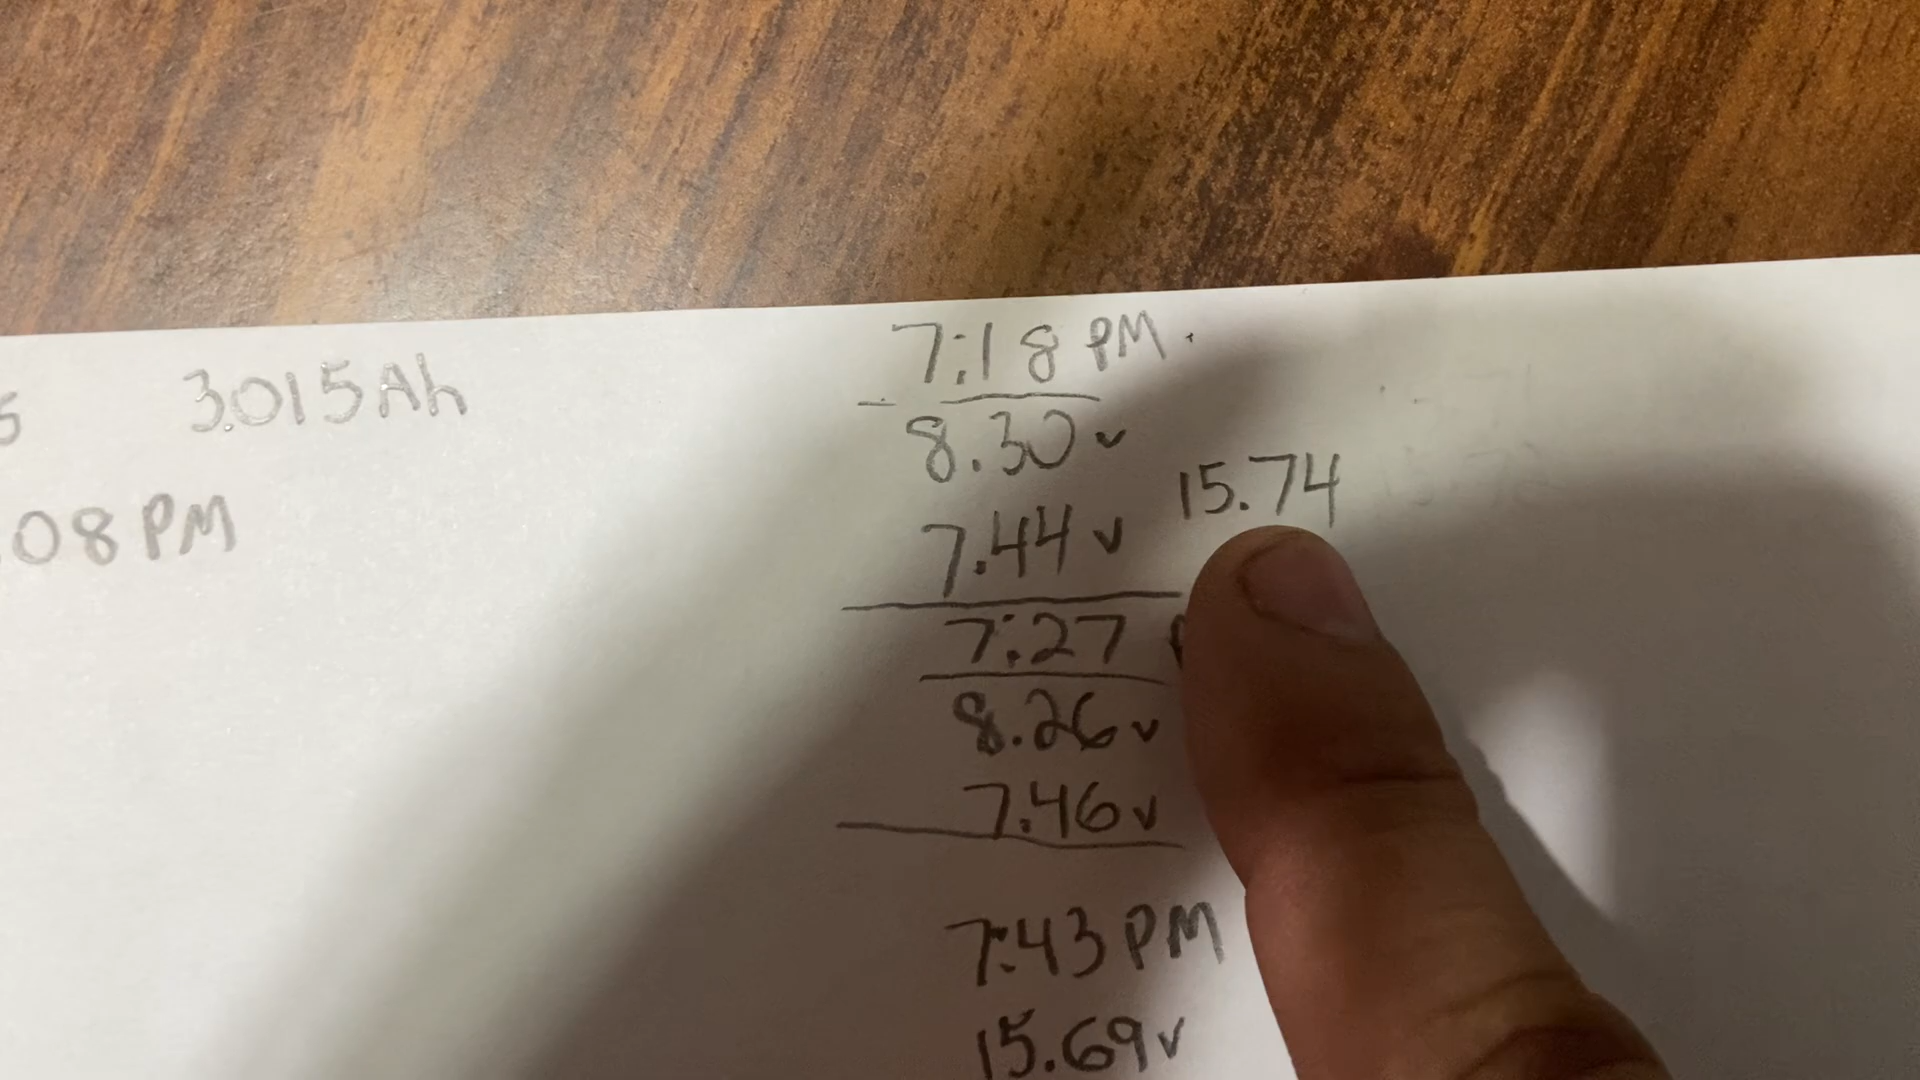 3.015Ah
08 PM
7:18 PM
8.30v
7.44v 15.74
7:27
8.26v
7.46v
7:43 PM
15.69v